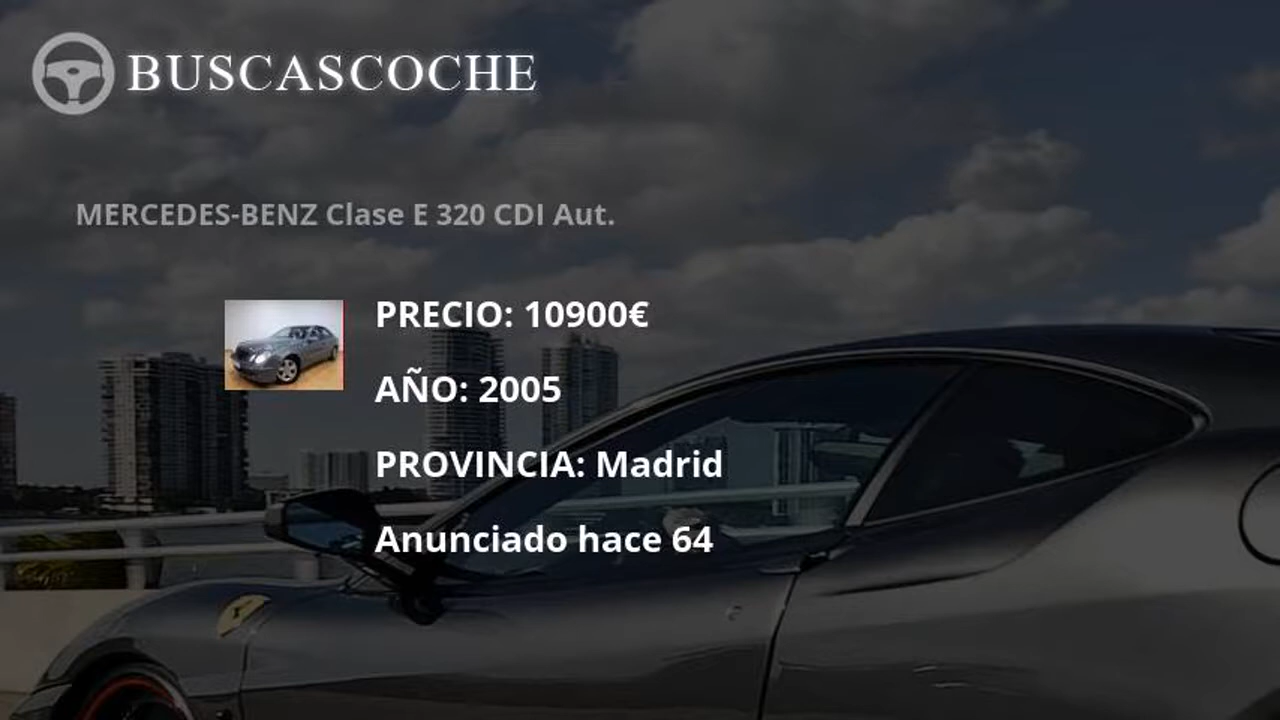 BUSCASCOCHE
MERCEDES-BENZ Clase E 320 CDI Aut.
PRECIO: 10900€
AÑO: 2005
PROVINCIA: Madrid
Anunciado hace 64